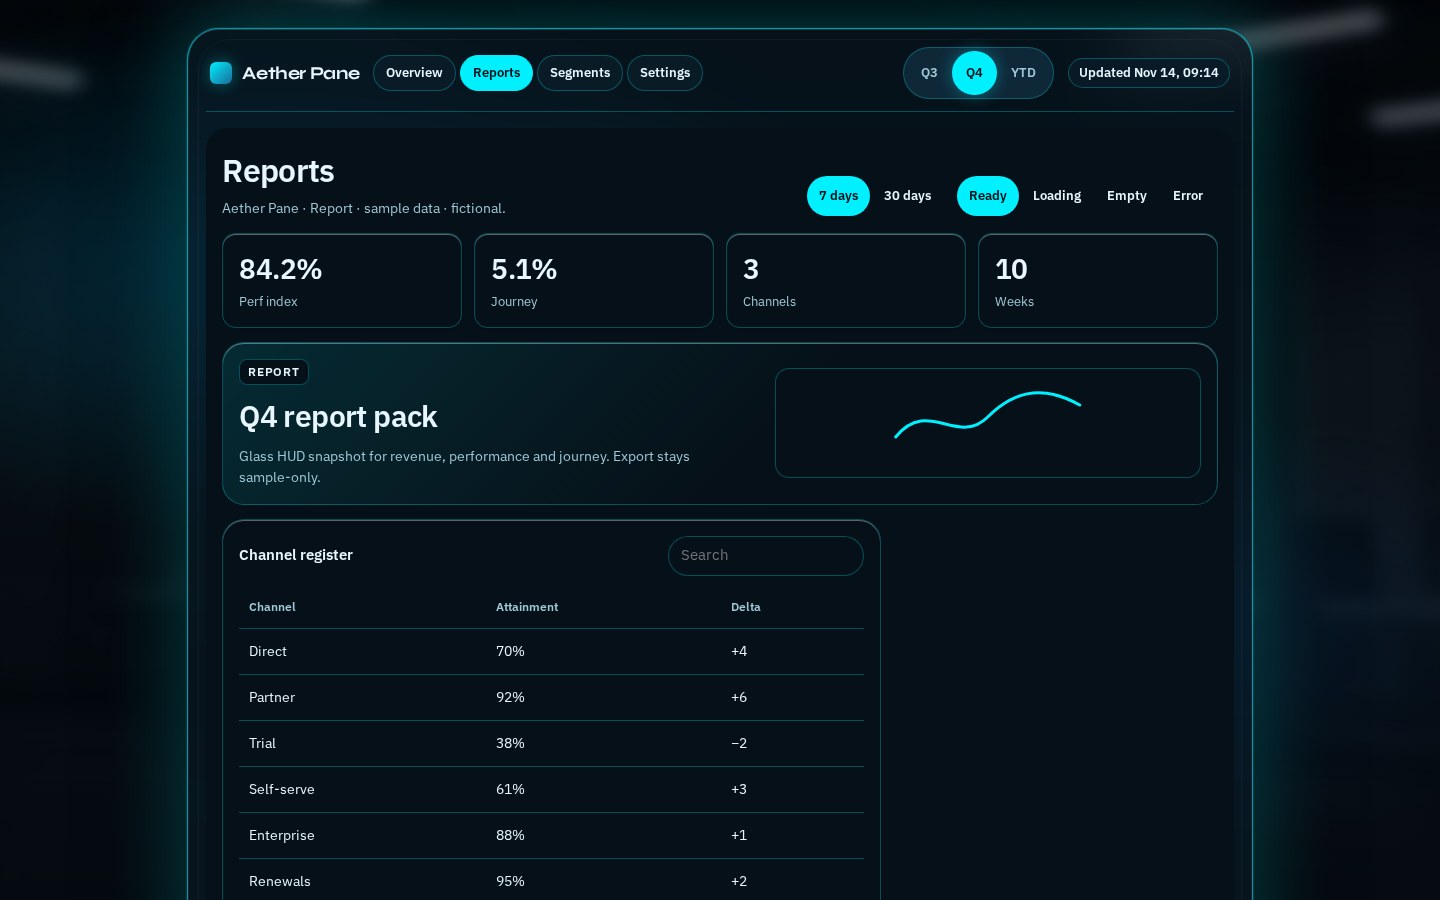 Aether Pane
Overview
Reports
Segments
Settings
Q3
Q4
YTD
Updated Nov 14, 09:14
Reports
Aether Pane · Report · sample data · fictional.
7 days
30 days
Ready
Loading
Empty
Error
84.2%
Perf index
5.1%
Journey
3
Channels
10
Weeks
REPORT
Q4 report pack
Glass HUD snapshot for revenue, performance and journey. Export stays
sample-only.
Channel register
Search
Channel Attainment Delta
Direct 70% +4
Partner 92% +6
Trial 38% −2
Self-serve 61% +3
Enterprise 88% +1
Renewals 95% +2